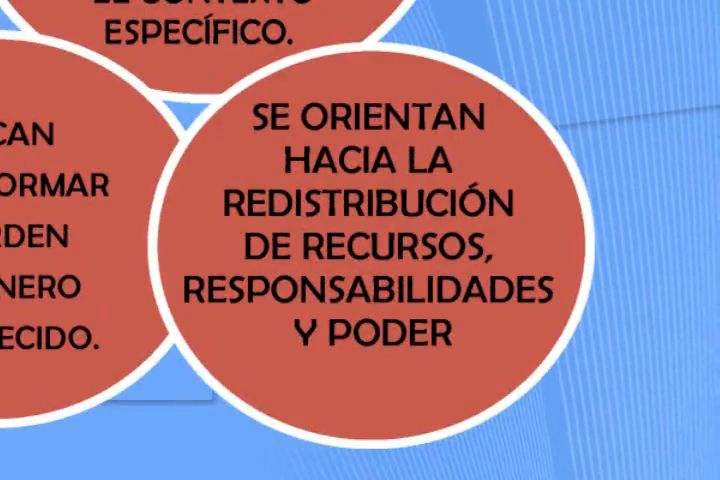 ESPECÍFICO.
SE ORIENTAN
HACIA LA
REDISTRIBUCIÓN
DE RECURSOS,
RESPONSABILIDADES
Y PODER
CAN
ORMAR
RDEN
NERO
ECIDO.